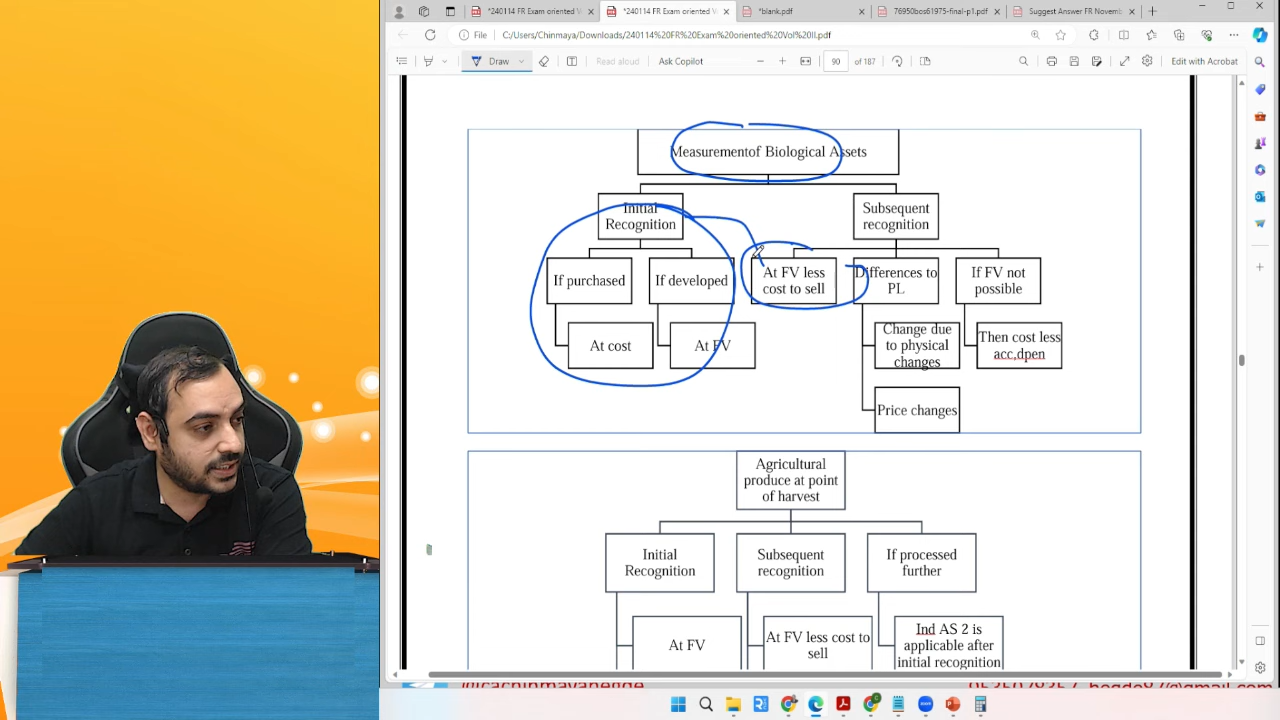 *240114 FR Exam oriented V
*240114 FR Exam oriented V
*blank.pdf
76950bos61975-final-p1.pdf
Suggest Answer FR Novemb
File
C:/Users/Chinmaya/Downloads/240114%20FR%20Exam%20oriented%20Vol%20II.pdf
Draw
Read aloud
Ask Copilot
90
of 187
Edit with Acrobat
Measurementof Biological Assets
Initial
Recognition
Subsequent
recognition
If purchased
If developed
At FV less
cost to sell
Differences to
PL
If FV not
possible
At cost
At FV
Change due
to physical
changes
Then cost less
acc,dpen
Price changes
Agricultural
produce at point
of harvest
Initial
Recognition
Subsequent
recognition
If processed
further
At FV
At FV less cost to
sell
Ind AS 2 is
applicable after
initial recognition